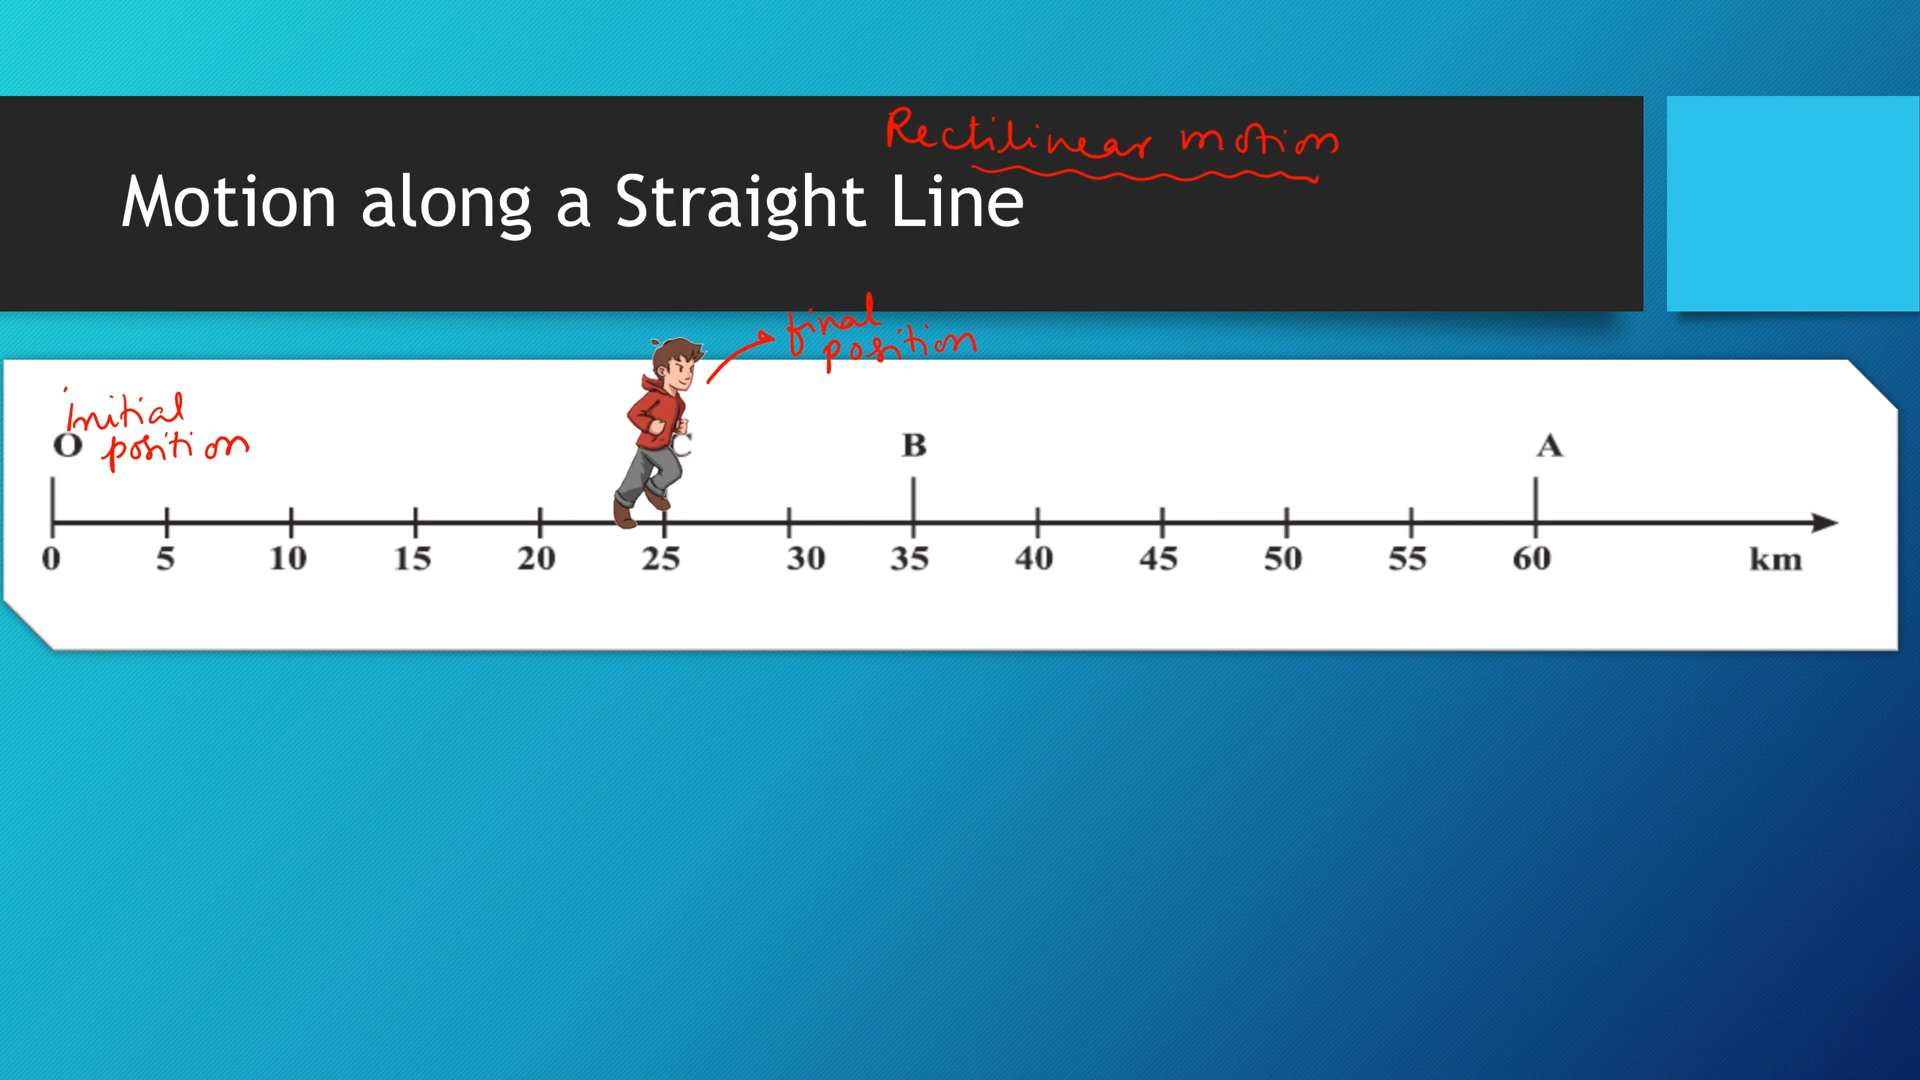 Rectilinear motion
Motion along a Straight Line
final
position
initial
position
O C B A
0 5 10 15 20 25 30 35 40 45 50 55 60 km